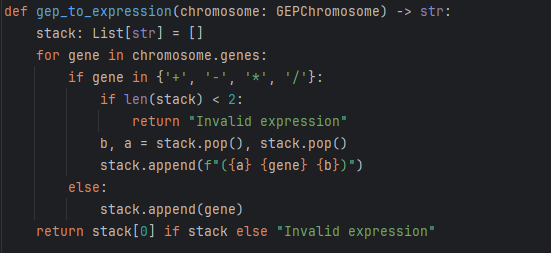 def gep_to_expression(chromosome: GEPChromosome) -> str:
    stack: List[str] = []
    for gene in chromosome.genes:
        if gene in {'+', '-', '*', '/'}:
            if len(stack) < 2:
                return "Invalid expression"
            b, a = stack.pop(), stack.pop()
            stack.append(f"({a} {gene} {b})")
        else:
            stack.append(gene)
    return stack[0] if stack else "Invalid expression"